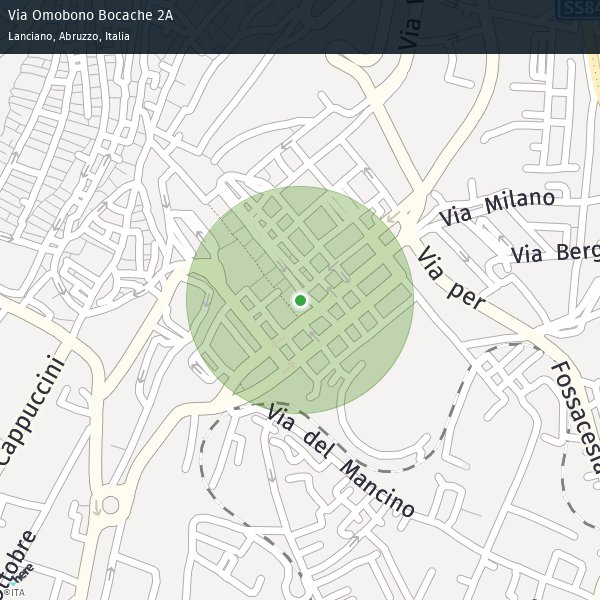 Via Omobono Bocache 2A
Lanciano, Abruzzo, Italia
SS84
Via
Via Milano
Via Berg
Via per
Fossacesia
Cappuccini
Via del Mancino
ottobre
here
©ITA